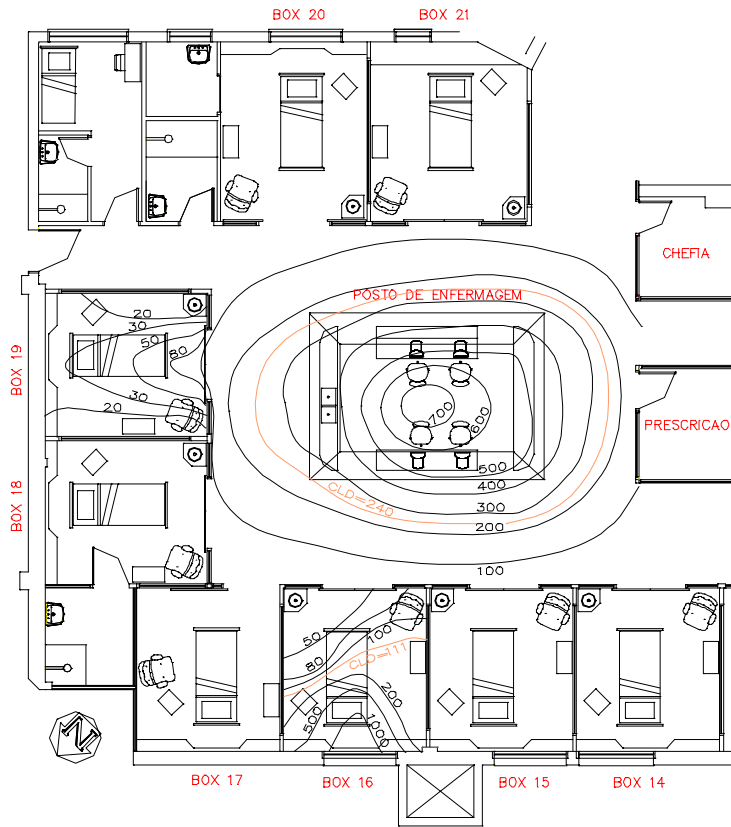 BOX 20
BOX 21
CHEFIA
POSTO DE ENFERMAGEM
20
30
50
80
BOX 19
30
20
700
600
PRESCRICAO
500
400
CLD=240
300
200
BOX 18
100
50
100
80
CLD=111
200
500
1000
N
BOX 17
BOX 16
BOX 15
BOX 14